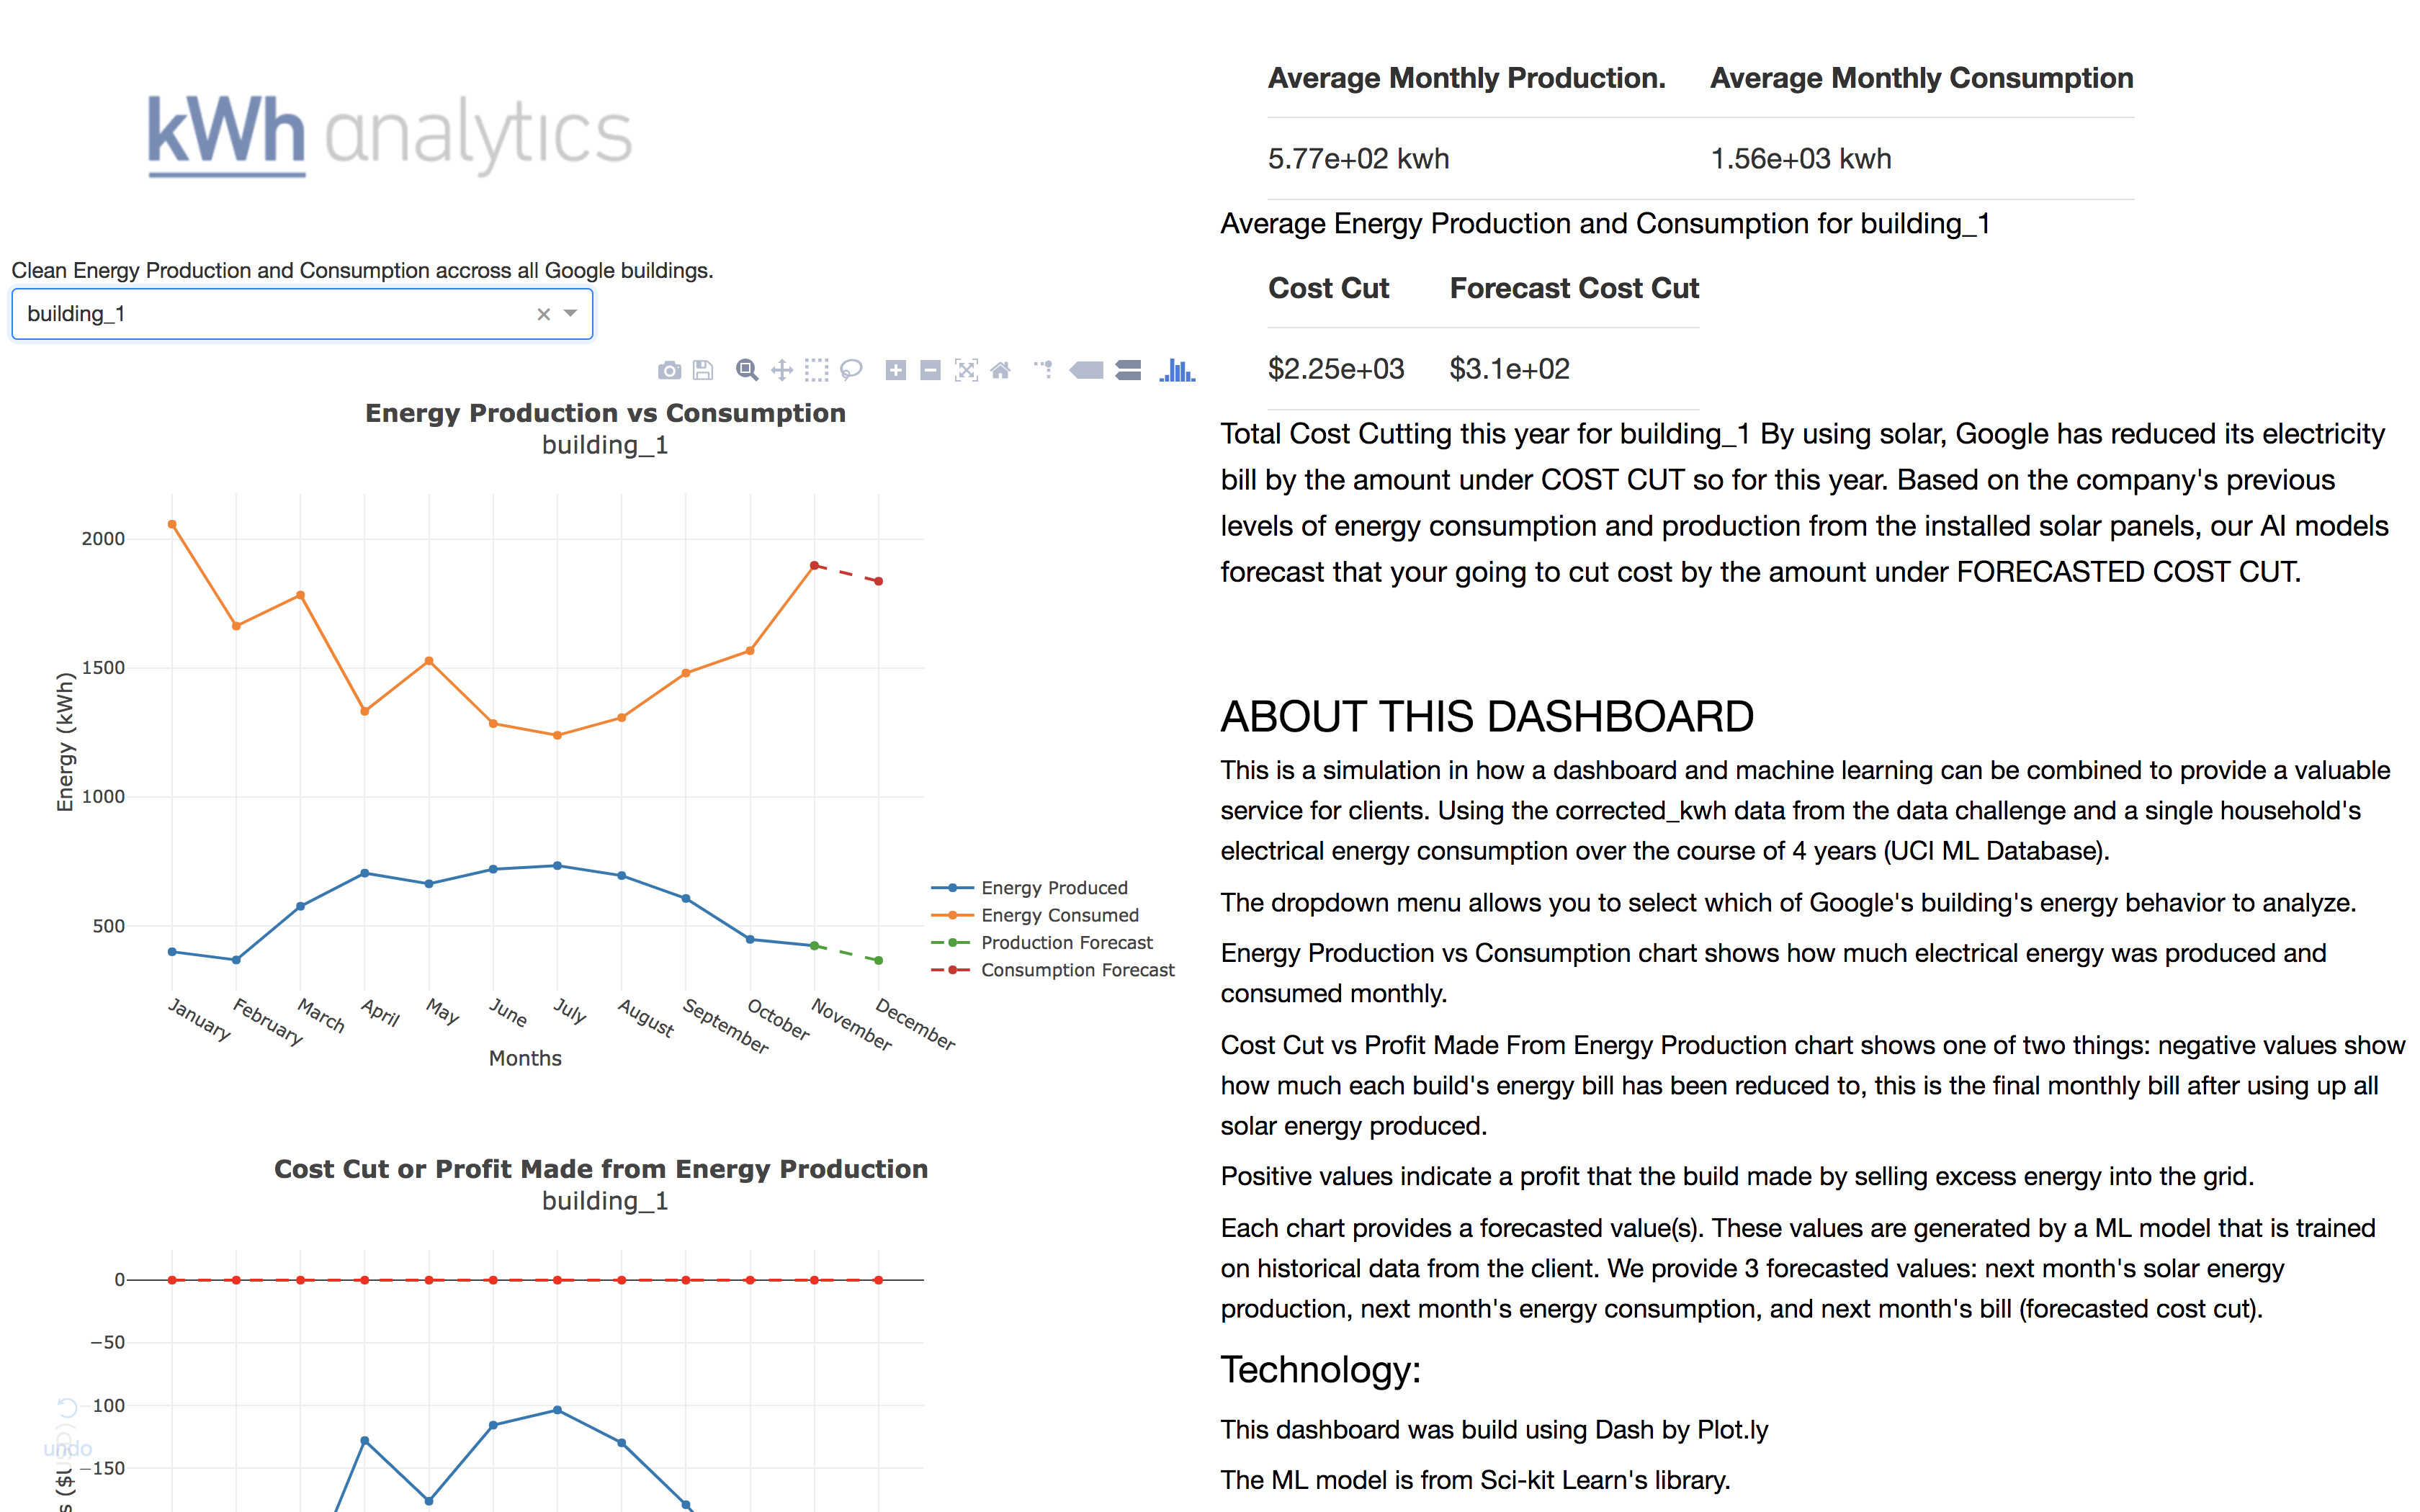 kWh analytics
Clean Energy Production and Consumption accross all Google buildings.
building_1
Energy Production vs Consumption
building_1
2000
1500
1000
500
Energy (kWh)
January
February
March
April
May
June
July
August
September
October
November
December
Months
Energy Produced
Energy Consumed
Production Forecast
Consumption Forecast
Cost Cut or Profit Made from Energy Production
building_1
0
−50
−100
−150
undo
Average Monthly Production. Average Monthly Consumption
5.77e+02 kwh 1.56e+03 kwh
Average Energy Production and Consumption for building_1
Cost Cut Forecast Cost Cut
$2.25e+03 $3.1e+02
Total Cost Cutting this year for building_1 By using solar, Google has reduced its electricity
bill by the amount under COST CUT so for this year. Based on the company's previous
levels of energy consumption and production from the installed solar panels, our AI models
forecast that your going to cut cost by the amount under FORECASTED COST CUT.
ABOUT THIS DASHBOARD
This is a simulation in how a dashboard and machine learning can be combined to provide a valuable
service for clients. Using the corrected_kwh data from the data challenge and a single household's
electrical energy consumption over the course of 4 years (UCI ML Database).
The dropdown menu allows you to select which of Google's building's energy behavior to analyze.
Energy Production vs Consumption chart shows how much electrical energy was produced and
consumed monthly.
Cost Cut vs Profit Made From Energy Production chart shows one of two things: negative values show
how much each build's energy bill has been reduced to, this is the final monthly bill after using up all
solar energy produced.
Positive values indicate a profit that the build made by selling excess energy into the grid.
Each chart provides a forecasted value(s). These values are generated by a ML model that is trained
on historical data from the client. We provide 3 forecasted values: next month's solar energy
production, next month's energy consumption, and next month's bill (forecasted cost cut).
Technology:
This dashboard was build using Dash by Plot.ly
The ML model is from Sci-kit Learn's library.